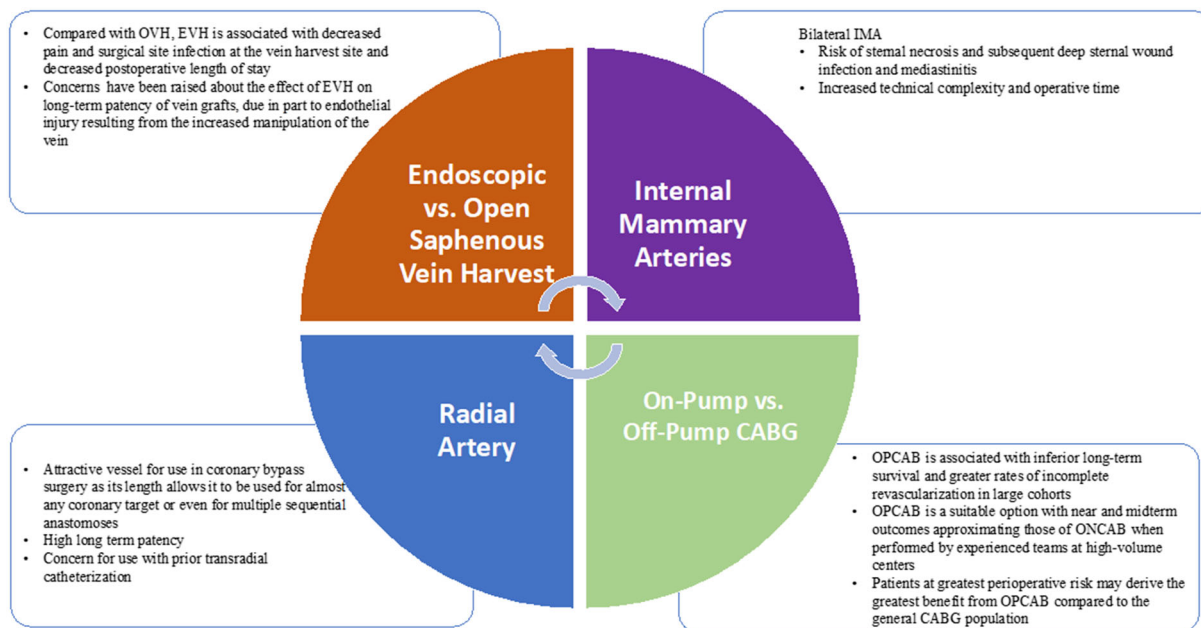 • Compared with OVH, EVH is associated with decreased
pain and surgical site infection at the vein harvest site
and decreased postoperative length of stay
• Concerns have been raised about the effect of EVH on
long-term patency of vein grafts, due in part to endothelial
injury resulting from the increased manipulation of the
vein
Bilateral IMA
• Risk of sternal necrosis and subsequent deep sternal wound
infection and mediastinitis
• Increased technical complexity and operative time
Endoscopic
vs. Open
Saphenous
Vein Harvest
Internal
Mammary
Arteries
Radial
Artery
On-Pump vs.
Off-Pump CABG
• Attractive vessel for use in coronary bypass
surgery as its length allows it to be used for almost
any coronary target or even for multiple sequential
anastomoses
• High long term patency
• Concern for use with prior transradial
catheterization
• OPCAB is associated with inferior long-term
survival and greater rates of incomplete
revascularization in large cohorts
• OPCAB is a suitable option with near and midterm
outcomes approximating those of ONCAB when
performed by experienced teams at high-volume
centers
• Patients at greatest perioperative risk may derive the
greatest benefit from OPCAB compared to the
general CABG population